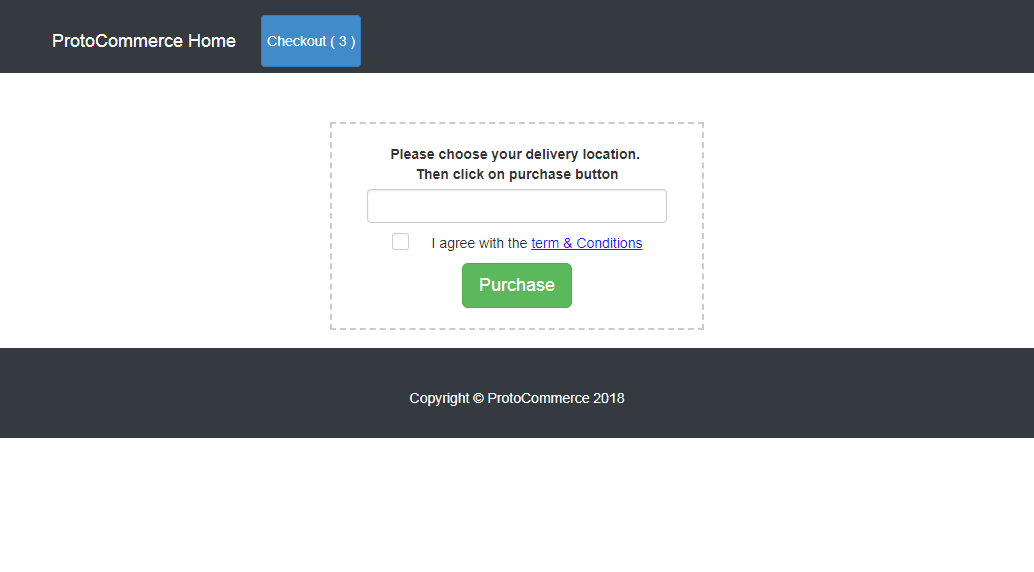 ProtoCommerce Home
Checkout ( 3 )
Please choose your delivery location.
Then click on purchase button
I agree with the term & Conditions
Purchase
Copyright © ProtoCommerce 2018